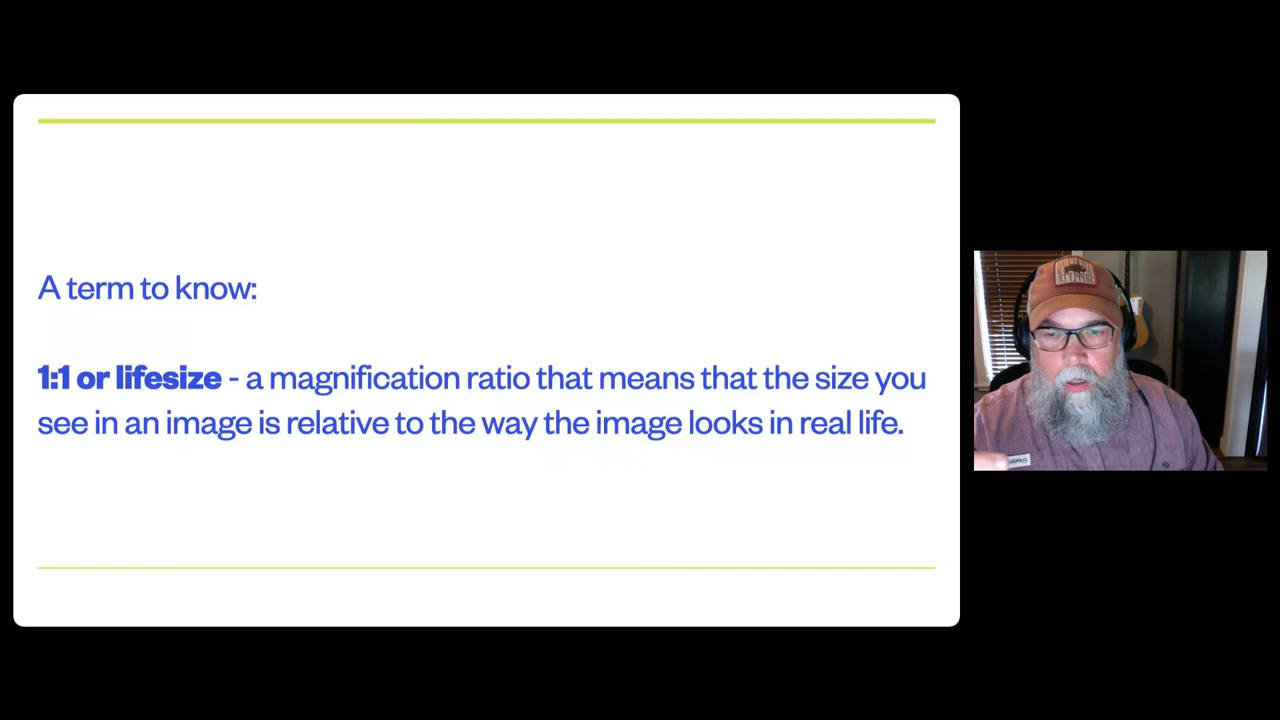 A term to know:
1:1 or lifesize - a magnification ratio that means that the size you
see in an image is relative to the way the image looks in real life.